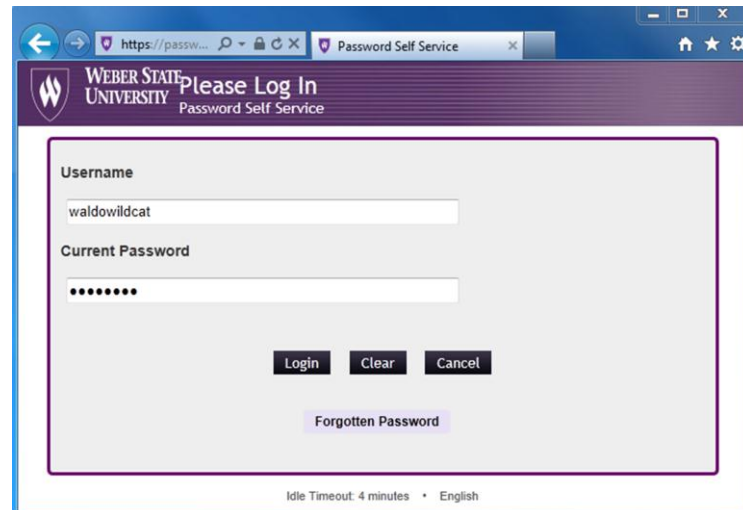 https://passw...
Password Self Service
WEBER STATE
UNIVERSITY
Please Log In
Password Self Service
Username
waldowildcat
Current Password
••••••••
Login Clear Cancel
Forgotten Password
Idle Timeout: 4 minutes • English